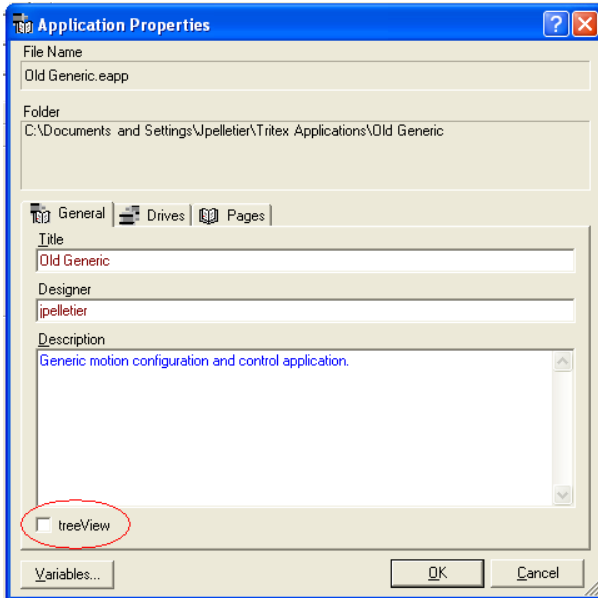 Application Properties
File Name
Old Generic.eapp
Folder
C:\Documents and Settings\Jpelletier\Tritex Applications\Old Generic
General Drives Pages
Title
Old Generic
Designer
jpelletier
Description
Generic motion configuration and control application.
treeView
Variables... OK Cancel